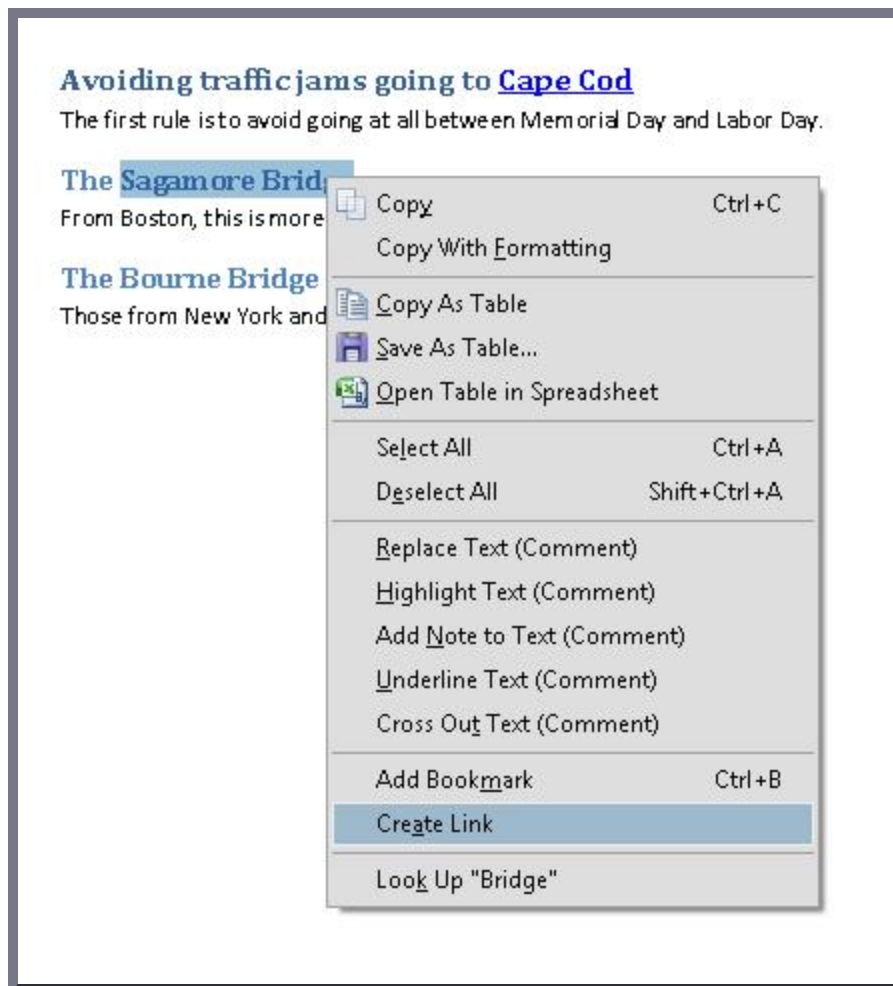 Avoiding traffic jams going to Cape Cod
The first rule is to avoid going at all between Memorial Day and Labor Day.
The Sagamore
From Boston, this is more
The Bourne Bridge
Those from New York and
Copy Ctrl+C
Copy With Formatting
Copy As Table
Save As Table...
Open Table in Spreadsheet
Select All Ctrl+A
Deselect All Shift+Ctrl+A
Replace Text (Comment)
Highlight Text (Comment)
Add Note to Text (Comment)
Underline Text (Comment)
Cross Out Text (Comment)
Add Bookmark Ctrl+B
Create Link
Look Up "Bridge"